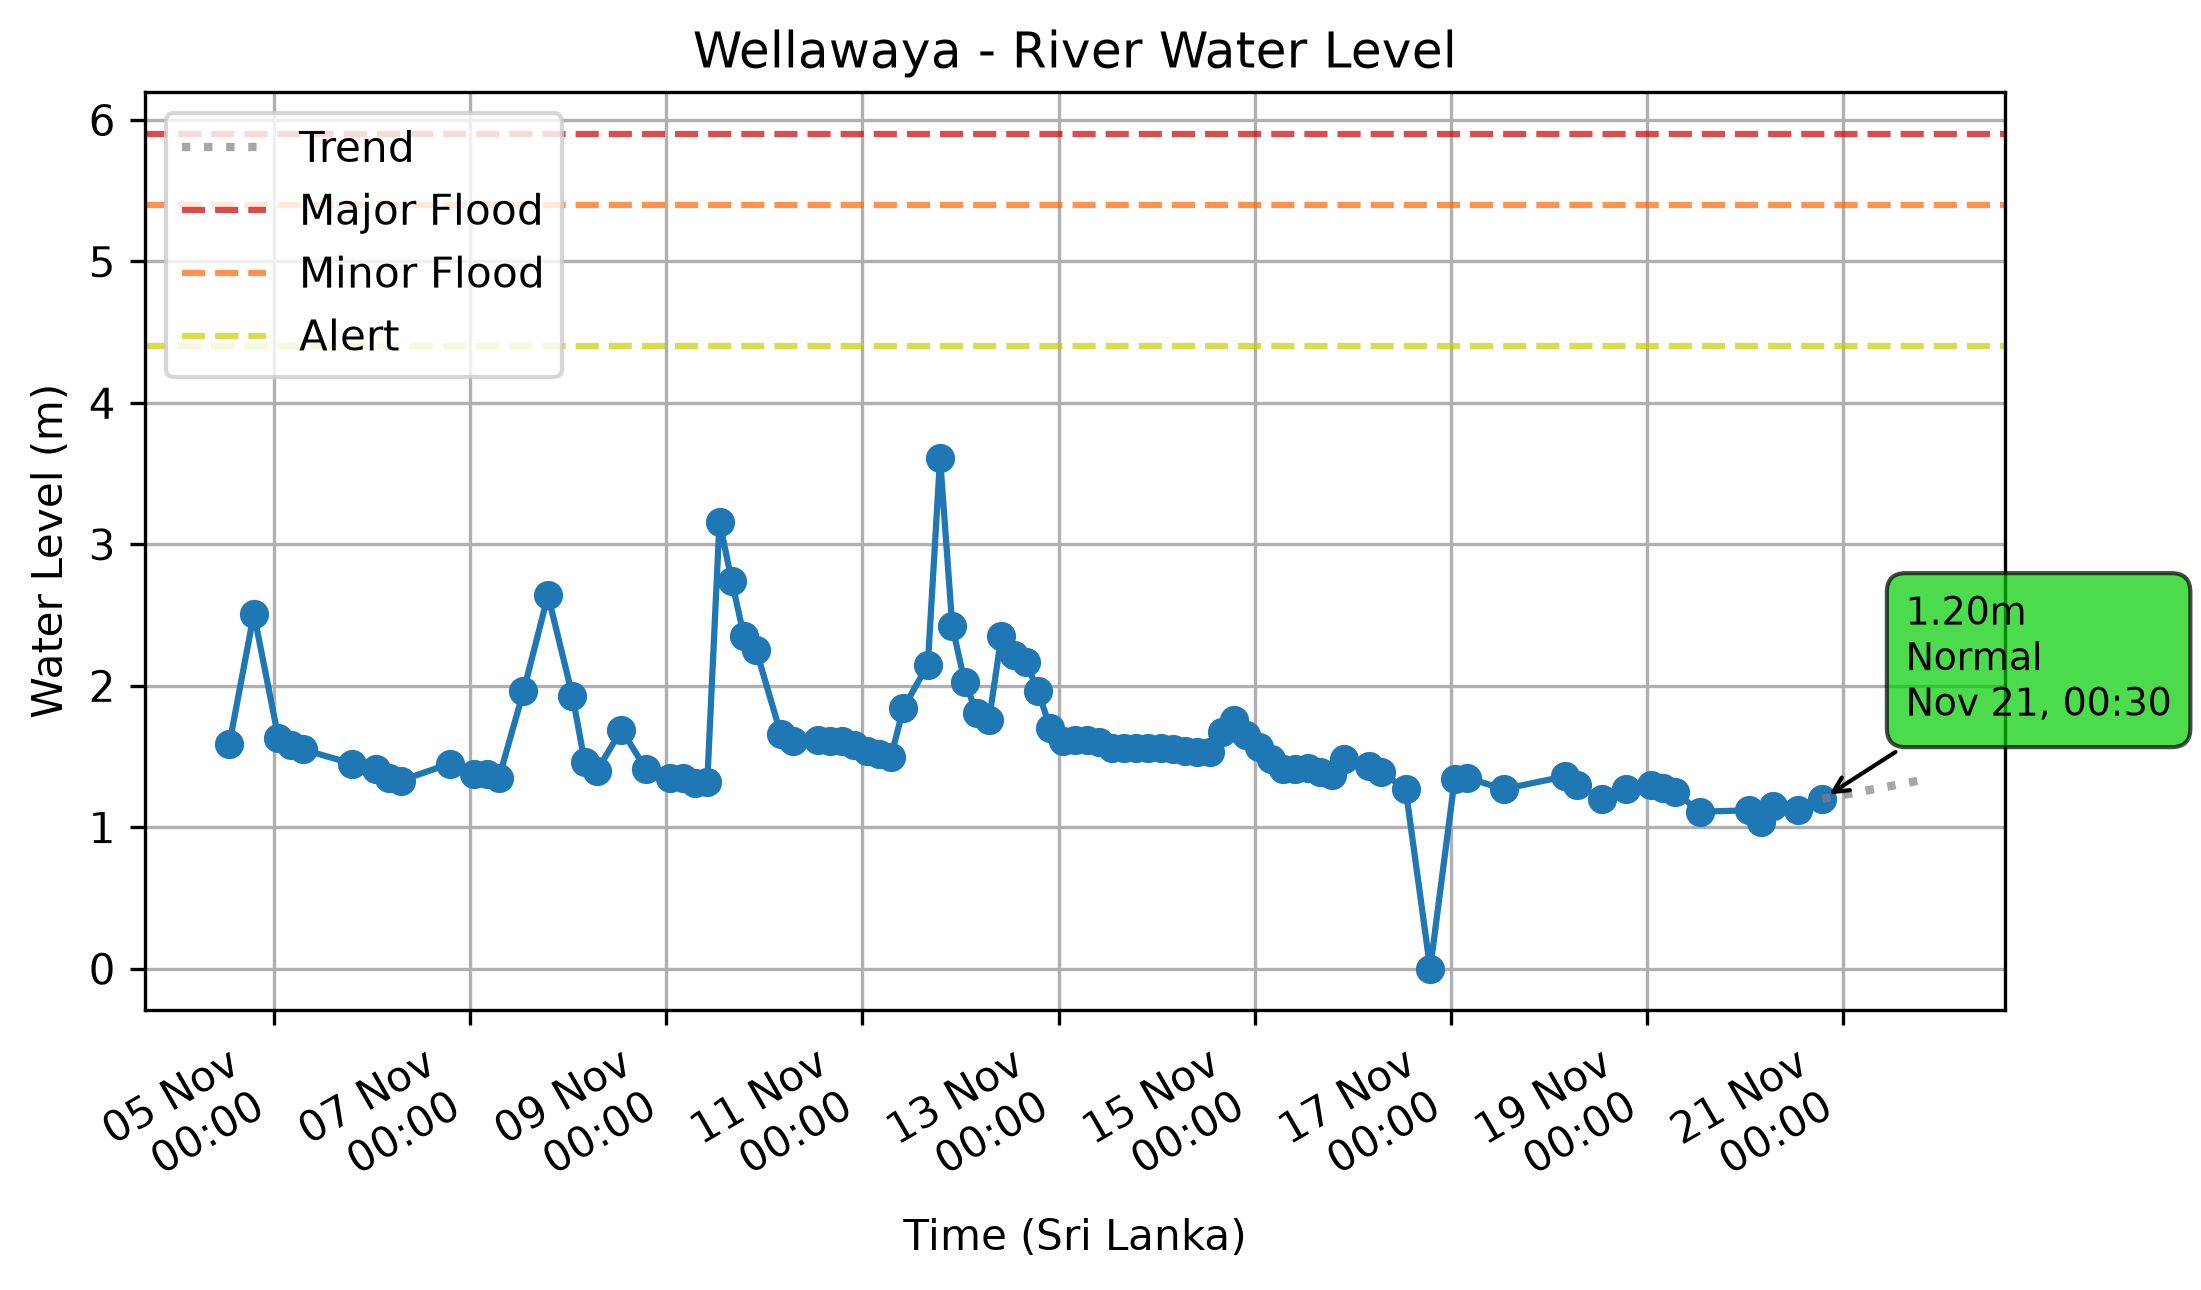 Wellawaya - River Water Level
Water Level (m)
6
5
4
3
2
1
0
Trend
Major Flood
Minor Flood
Alert
1.20m
Normal
Nov 21, 00:30
05 Nov
00:00
07 Nov
00:00
09 Nov
00:00
11 Nov
00:00
13 Nov
00:00
15 Nov
00:00
17 Nov
00:00
19 Nov
00:00
21 Nov
00:00
Time (Sri Lanka)